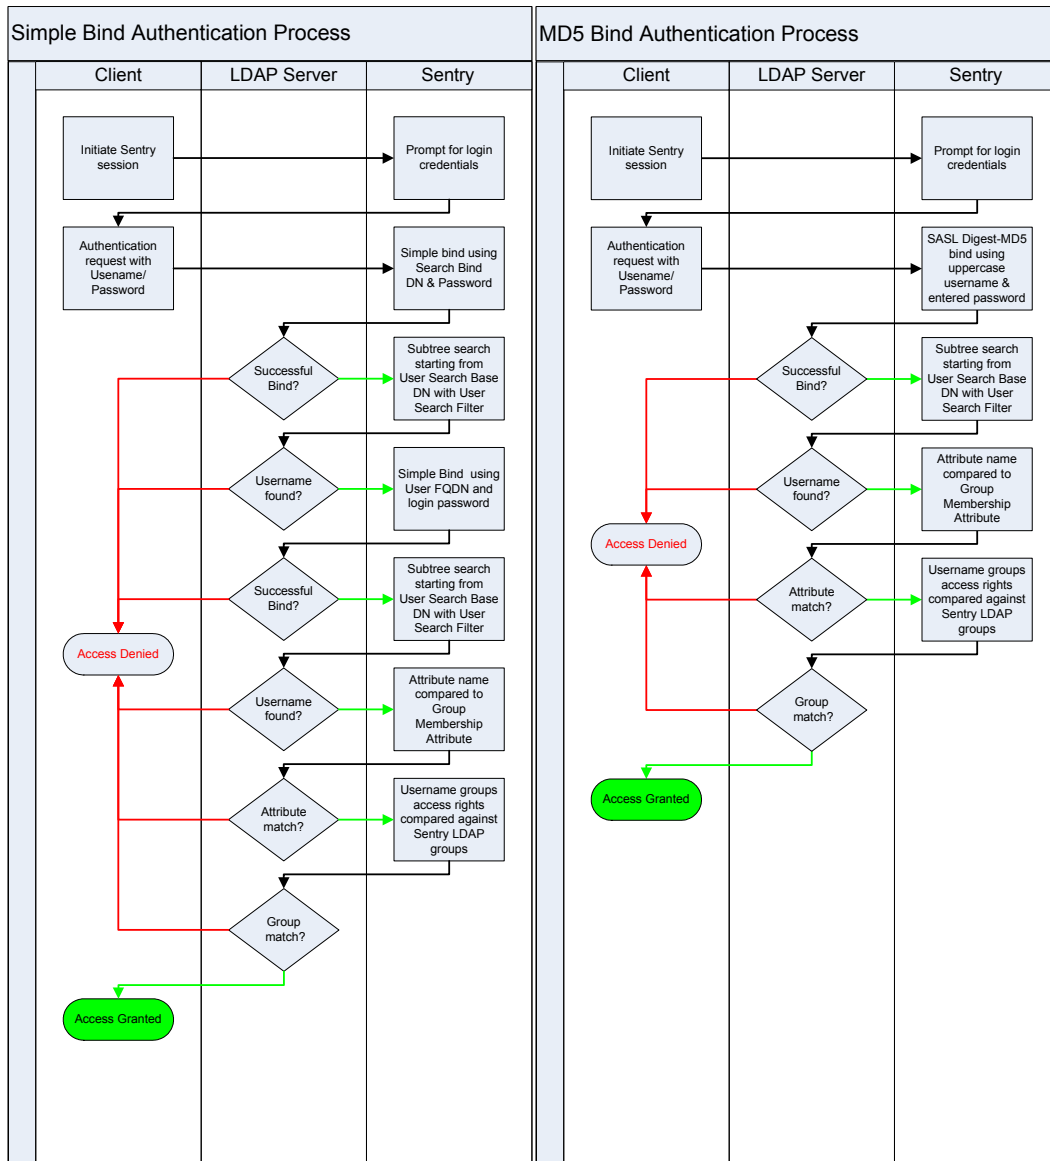 Simple Bind Authentication Process
Client
LDAP Server
Sentry
Initiate Sentry
session
Prompt for login
credentials
Authentication
request with
Usename/
Password
Simple bind using
Search Bind
DN & Password
Successful
Bind?
Subtree search
starting from
User Search Base
DN with User
Search Filter
Username
found?
Simple Bind using
User FQDN and
login password
Successful
Bind?
Subtree search
starting from
User Search Base
DN with User
Search Filter
Access Denied
Username
found?
Attribute name
compared to
Group
Membership
Attribute
Attribute
match?
Username groups
access rights
compared against
Sentry LDAP
groups
Group
match?
Access Granted
MD5 Bind Authentication Process
Client
LDAP Server
Sentry
Initiate Sentry
session
Prompt for login
credentials
Authentication
request with
Usename/
Password
SASL Digest-MD5
bind using
uppercase
username &
entered password
Successful
Bind?
Subtree search
starting from
User Search Base
DN with User
Search Filter
Username
found?
Attribute name
compared to
Group
Membership
Attribute
Access Denied
Attribute
match?
Username groups
access rights
compared against
Sentry LDAP
groups
Group
match?
Access Granted